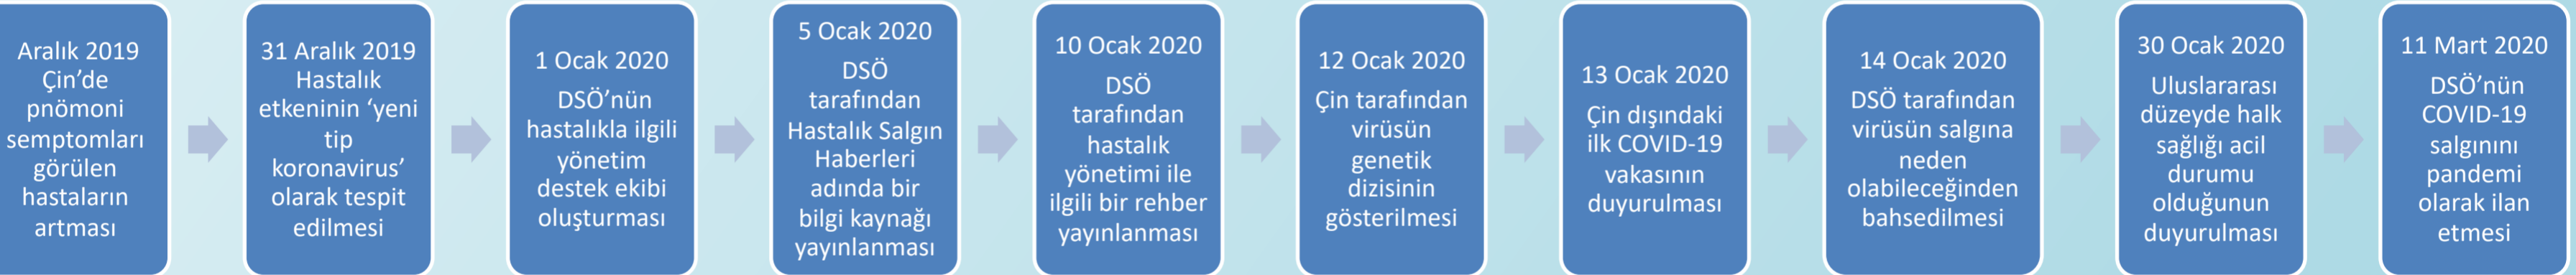 Aralık 2019
Çin’de
pnömoni
semptomları
görülen
hastaların
artması
31 Aralık 2019
Hastalık
etkeninin ‘yeni
tip
koronavirus’
olarak tespit
edilmesi
1 Ocak 2020
DSÖ’nün
hastalıkla ilgili
yönetim
destek ekibi
oluşturması
5 Ocak 2020
DSÖ
tarafından
Hastalık Salgın
Haberleri
adında bir
bilgi kaynağı
yayınlanması
10 Ocak 2020
DSÖ
tarafından
hastalık
yönetimi ile
ilgili bir rehber
yayınlanması
12 Ocak 2020
Çin tarafından
virüsün
genetik
dizisinin
gösterilmesi
13 Ocak 2020
Çin dışındaki
ilk COVID-19
vakasının
duyurulması
14 Ocak 2020
DSÖ tarafından
virüsün salgına
neden
olabileceğinden
bahsedilmesi
30 Ocak 2020
Uluslararası
düzeyde halk
sağlığı acil
durumu
olduğunun
duyurulması
11 Mart 2020
DSÖ’nün
COVID-19
salgınını
pandemi
olarak ilan
etmesi